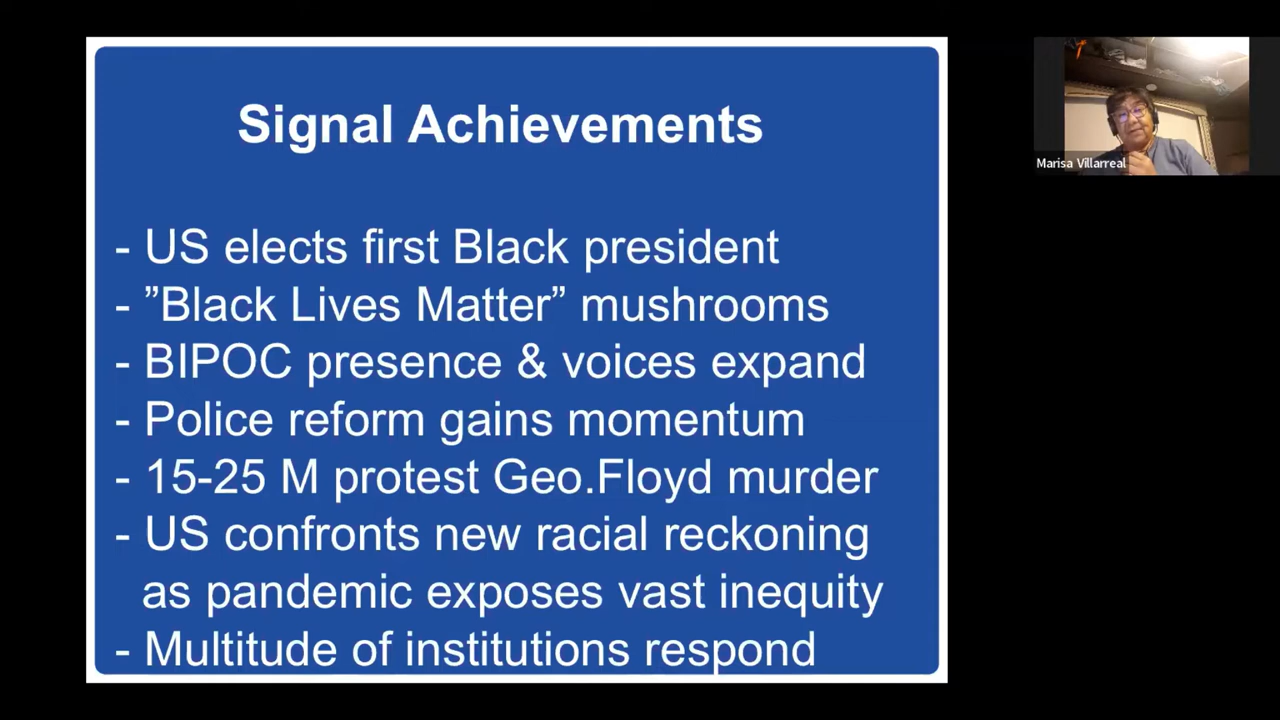 Signal Achievements
- US elects first Black president
- ”Black Lives Matter” mushrooms
- BIPOC presence & voices expand
- Police reform gains momentum
- 15-25 M protest Geo.Floyd murder
- US confronts new racial reckoning
as pandemic exposes vast inequity
- Multitude of institutions respond
Marisa Villarreal